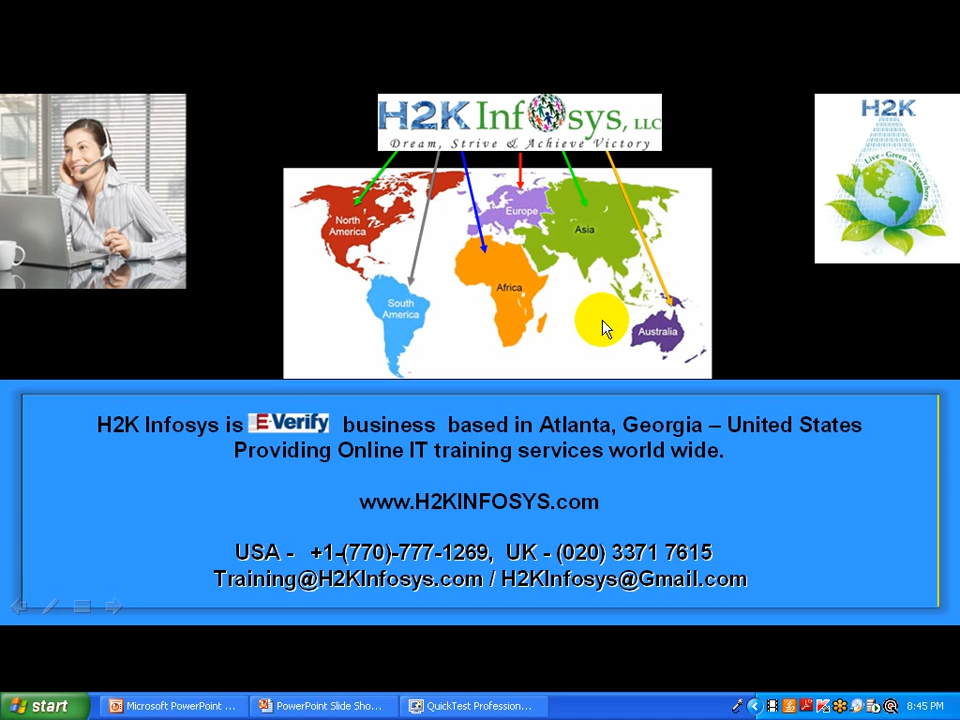 H2K Infosys, LLC
Dream, Strive & Achieve Victory
H2K
Live - Green - Everywhere
North America
South America
Europe
Asia
Africa
Australia
H2K Infosys is E-Verify business based in Atlanta, Georgia – United States
Providing Online IT training services world wide.
www.H2KINFOSYS.com
USA - +1-(770)-777-1269, UK - (020) 3371 7615
Training@H2KInfosys.com / H2KInfosys@Gmail.com
start
Microsoft PowerPoint ...
PowerPoint Slide Sho...
QuickTest Profession...
8:45 PM